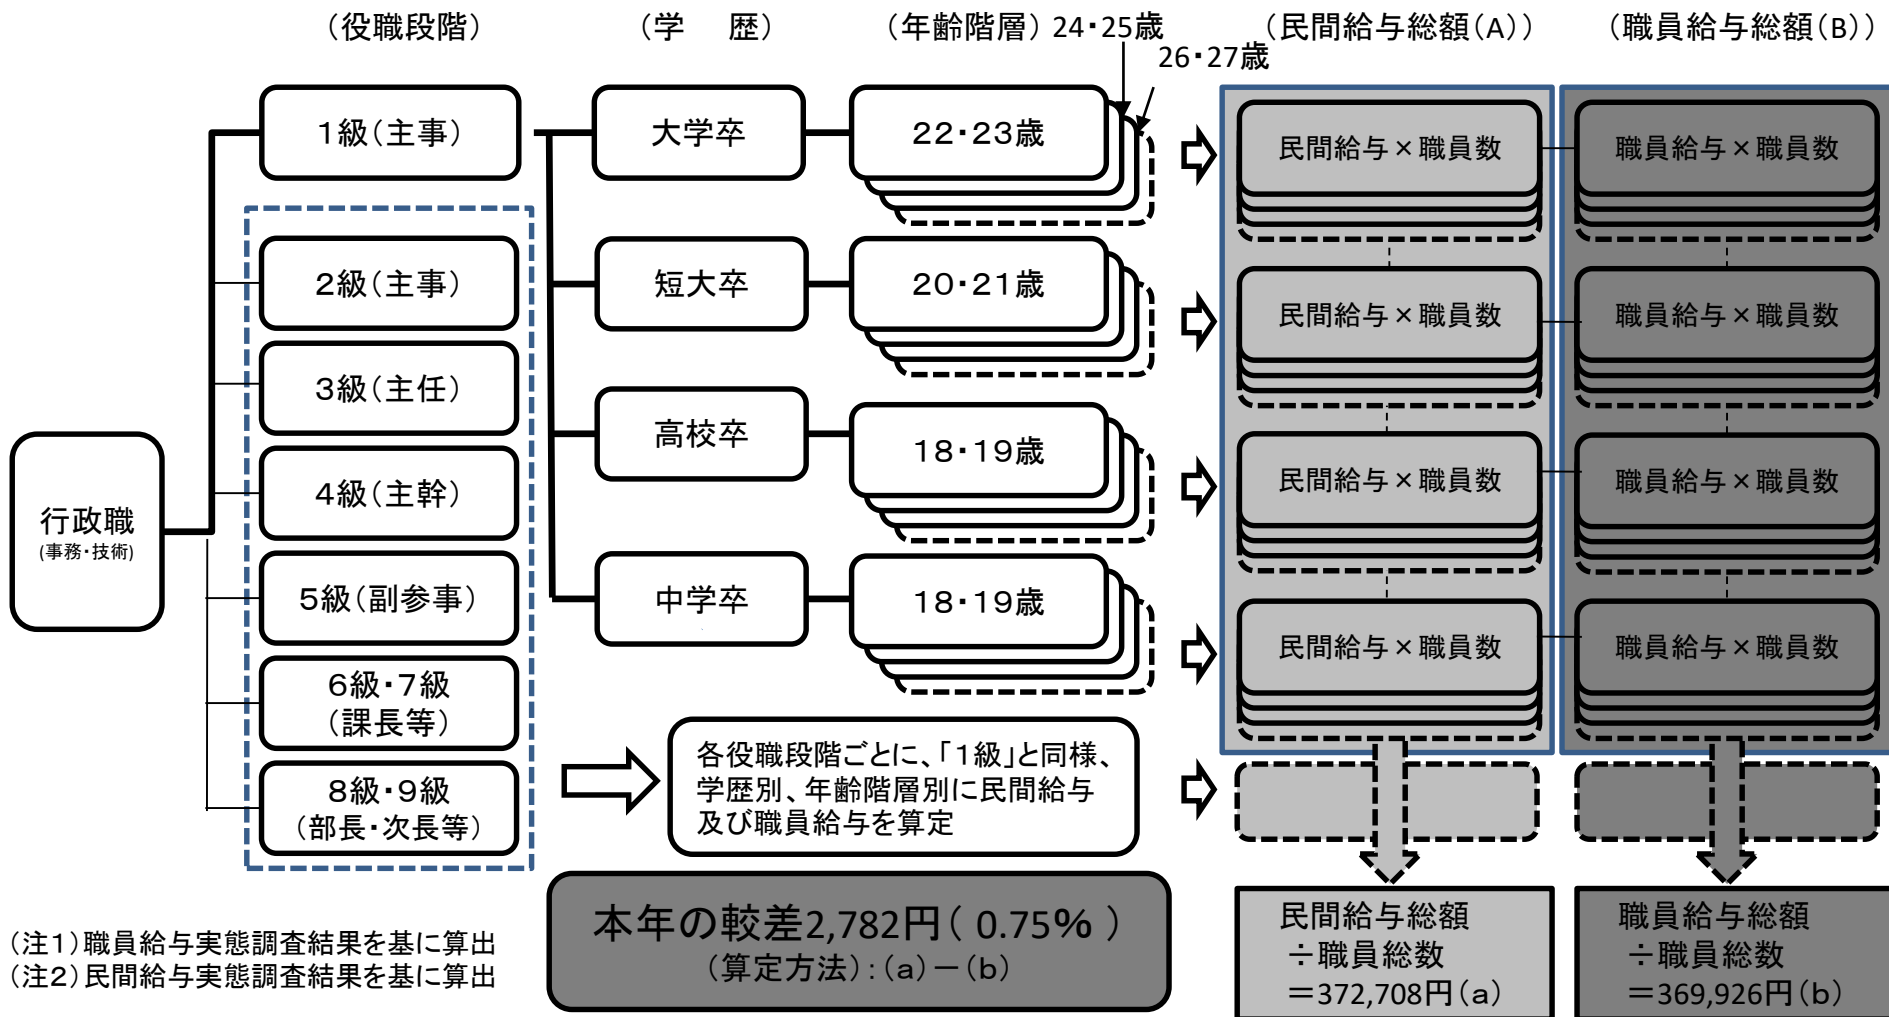 （役職段階）
（学　歴）
（年齢階層）
24・25歳
26・27歳
（民間給与総額(A)）
（職員給与総額(B)）
1級（主事）
大学卒
22・23歳
民間給与×職員数
職員給与×職員数
2級（主事）
短大卒
20・21歳
民間給与×職員数
職員給与×職員数
3級（主任）
高校卒
18・19歳
民間給与×職員数
職員給与×職員数
4級（主幹）
行政職
(事務・技術)
5級（副参事）
中学卒
18・19歳
民間給与×職員数
職員給与×職員数
6級・7級
（課長等）
8級・9級
（部長・次長等）
各役職段階ごとに、「1級」と同様、
学歴別、年齢階層別に民間給与
及び職員給与を算定
本年の較差2,782円( 0.75% )
（算定方法）：(a)－(b)
民間給与総額
÷職員総数
＝372,708円(a)
職員給与総額
÷職員総数
＝369,926円(b)
（注1）職員給与実態調査結果を基に算出
（注2）民間給与実態調査結果を基に算出